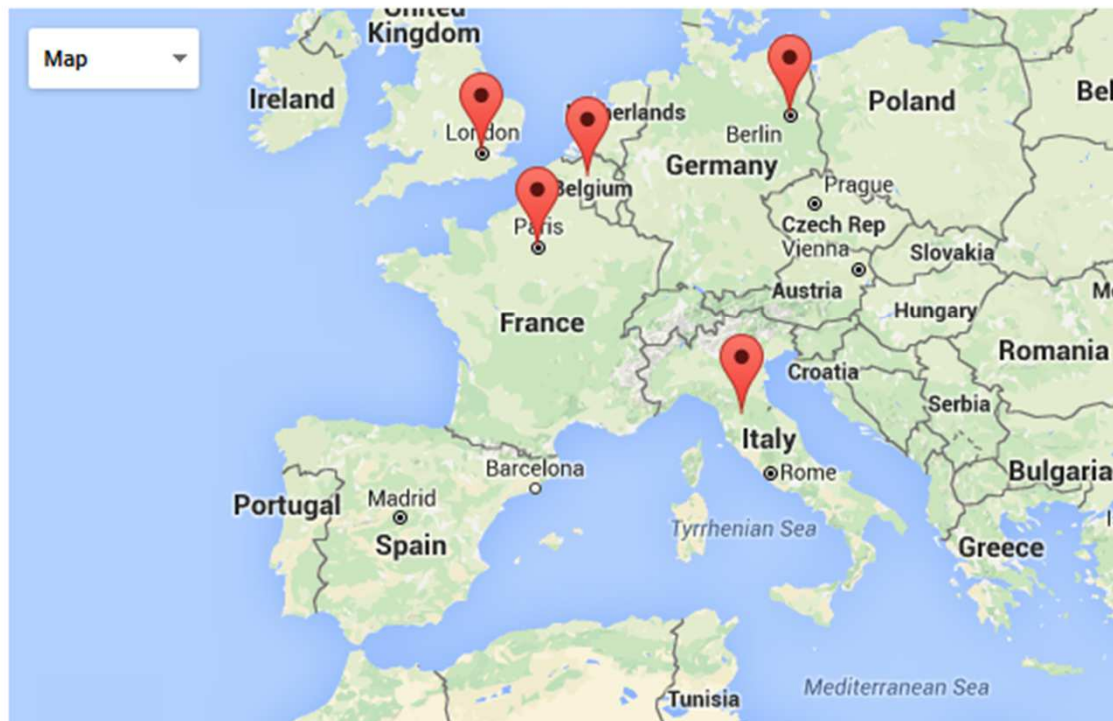 United
Kingdom
Map
Ireland
London
Netherlands
Berlin
Poland
Bel
Germany
Belgium
Prague
Paris
Czech Rep
Vienna
Slovakia
Austria
Hungary
France
Romania
Croatia
Serbia
Italy
Barcelona
Rome
Bulgaria
Portugal
Madrid
Tyrrhenian Sea
Spain
Greece
Mediterranean Sea
Tunisia